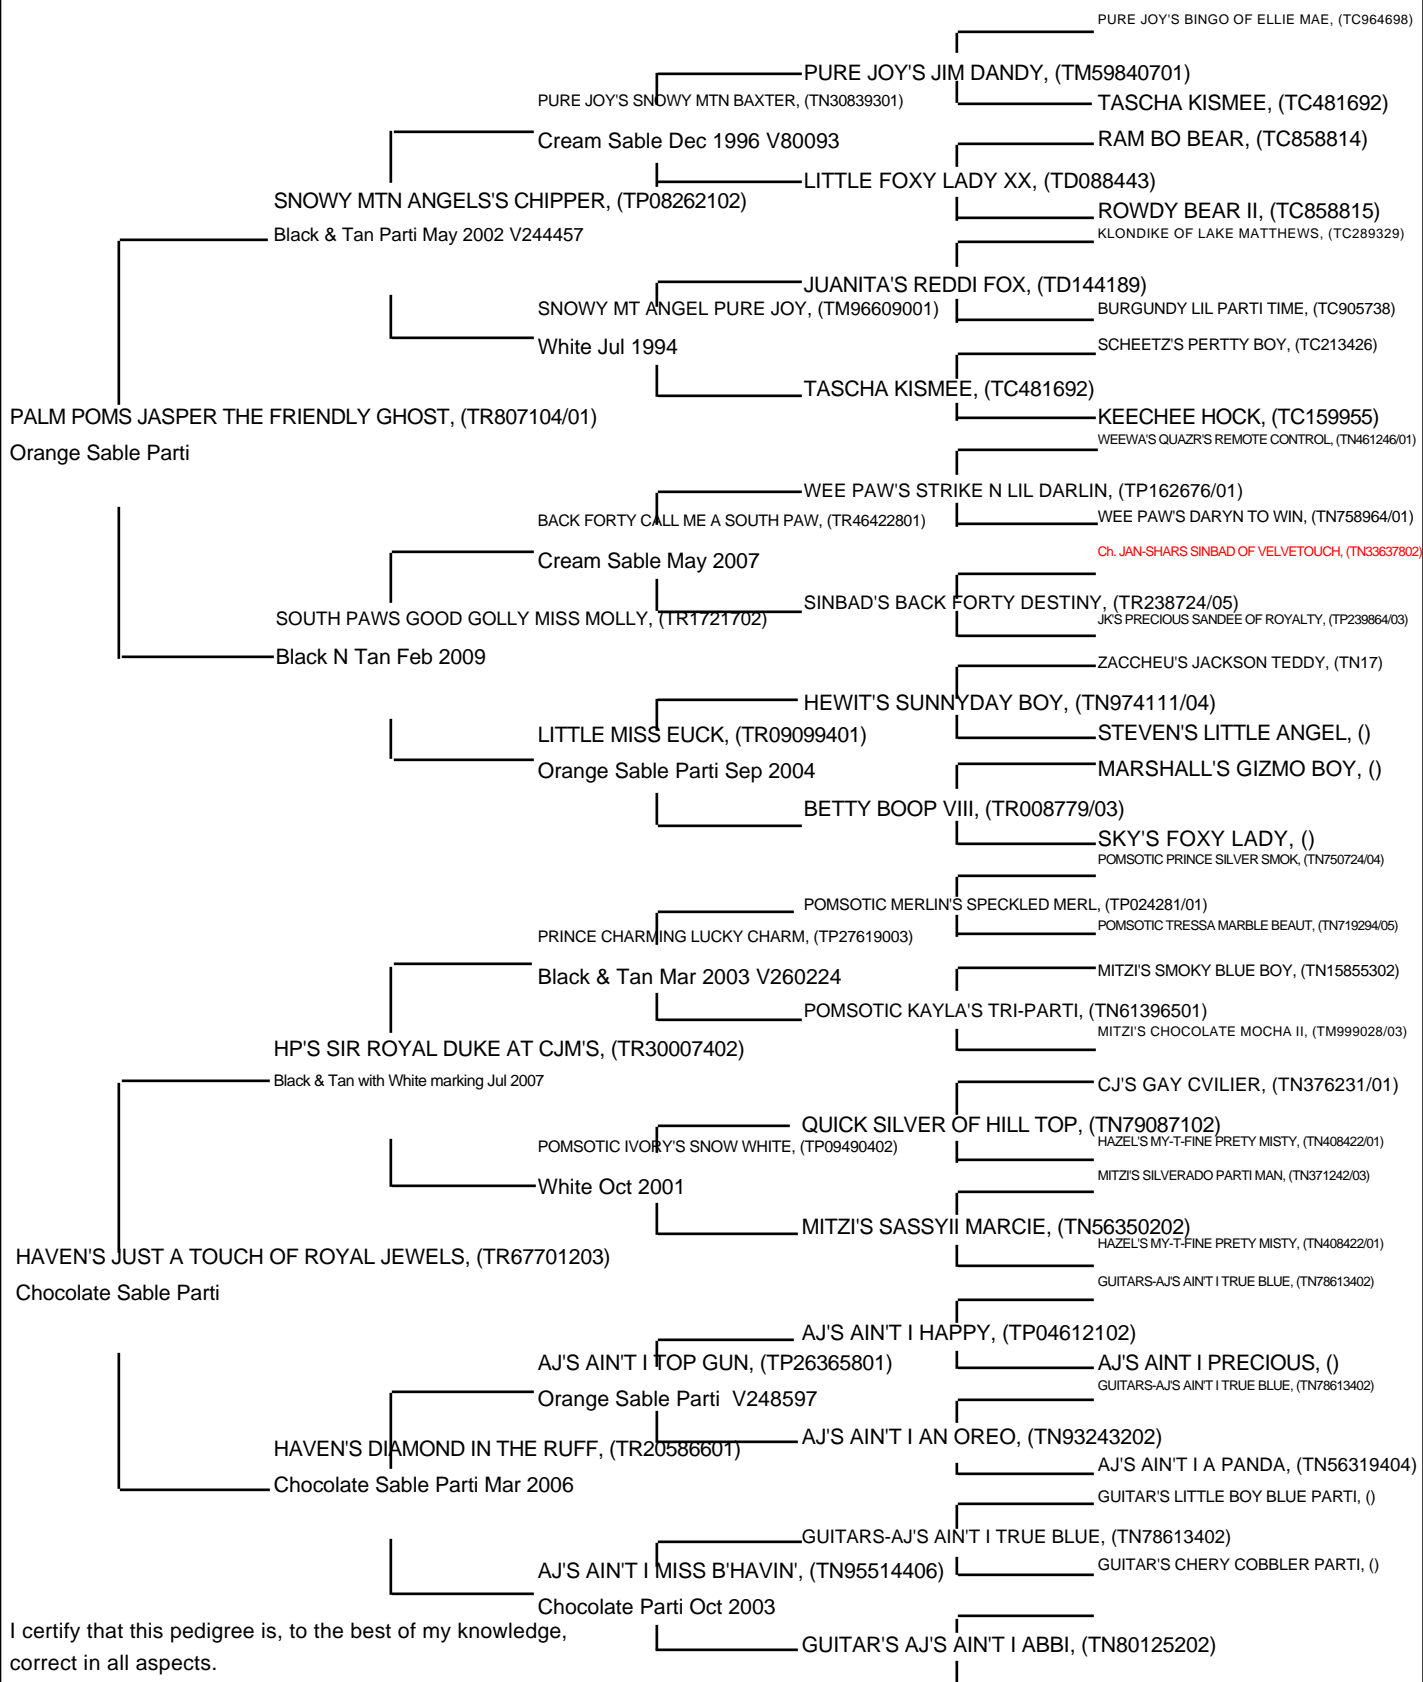 PURE JOY'S BINGO OF ELLIE MAE, (TC964698)
PURE JOY'S JIM DANDY, (TM59840701)
PURE JOY'S SNOWY MTN BAXTER, (TN30839301)
TASCHA KISMEE, (TC481692)
Cream Sable Dec 1996 V80093
RAM BO BEAR, (TC858814)
LITTLE FOXY LADY XX, (TD088443)
SNOWY MTN ANGELS'S CHIPPER, (TP08262102)
ROWDY BEAR II, (TC858815)
Black & Tan Parti May 2002 V244457
KLONDIKE OF LAKE MATTHEWS, (TC289329)
JUANITA'S REDDI FOX, (TD144189)
SNOWY MT ANGEL PURE JOY, (TM96609001)
BURGUNDY LIL PARTI TIME, (TC905738)
White Jul 1994
SCHEETZ'S PERTTY BOY, (TC213426)
TASCHA KISMEE, (TC481692)
PALM POMS JASPER THE FRIENDLY GHOST, (TR807104/01)
KEECHEE HOCK, (TC159955)
Orange Sable Parti
WEEWA'S QUAZR'S REMOTE CONTROL, (TN461246/01)
WEE PAW'S STRIKE N LIL DARLIN, (TP162676/01)
BACK FORTY CALL ME A SOUTH PAW, (TR46422801)
WEE PAW'S DARYN TO WIN, (TN758964/01)
Cream Sable May 2007
Ch. JAN-SHARS SINBAD OF VELVETOUCH, (TN33637802)
SINBAD'S BACK FORTY DESTINY, (TR238724/05)
SOUTH PAWS GOOD GOLLY MISS MOLLY, (TR1721702)
JK'S PRECIOUS SANDEE OF ROYALTY, (TP239864/03)
Black N Tan Feb 2009
ZACCHEU'S JACKSON TEDDY, (TN17)
HEWIT'S SUNNYDAY BOY, (TN974111/04)
LITTLE MISS EUCK, (TR09099401)
STEVEN'S LITTLE ANGEL, ()
Orange Sable Parti Sep 2004
MARSHALL'S GIZMO BOY, ()
BETTY BOOP VIII, (TR008779/03)
SKY'S FOXY LADY, ()
POMSOTIC PRINCE SILVER SMOK, (TN750724/04)
POMSOTIC MERLIN'S SPECKLED MERL, (TP024281/01)
PRINCE CHARMING LUCKY CHARM, (TP27619003)
POMSOTIC TRESSA MARBLE BEAUT, (TN719294/05)
Black & Tan Mar 2003 V260224
MITZI'S SMOKY BLUE BOY, (TN15855302)
POMSOTIC KAYLA'S TRI-PARTI, (TN61396501)
MITZI'S CHOCOLATE MOCHA II, (TM999028/03)
HP'S SIR ROYAL DUKE AT CJM'S, (TR30007402)
Black & Tan with White marking Jul 2007
CJ'S GAY CVILIER, (TN376231/01)
QUICK SILVER OF HILL TOP, (TN79087102)
POMSOTIC IVORY'S SNOW WHITE, (TP09490402)
HAZEL'S MY-T-FINE PRETY MISTY, (TN408422/01)
White Oct 2001
MITZI'S SILVERADO PARTI MAN, (TN371242/03)
MITZI'S SASSYII MARCIE, (TN56350202)
HAZEL'S MY-T-FINE PRETY MISTY, (TN408422/01)
HAVEN'S JUST A TOUCH OF ROYAL JEWELS, (TR67701203)
Chocolate Sable Parti
GUITARS-AJ'S AIN'T I TRUE BLUE, (TN78613402)
AJ'S AIN'T I HAPPY, (TP04612102)
AJ'S AIN'T I TOP GUN, (TP26365801)
AJ'S AINT I PRECIOUS, ()
Orange Sable Parti V248597
GUITARS-AJ'S AIN'T I TRUE BLUE, (TN78613402)
AJ'S AIN'T I AN OREO, (TN93243202)
HAVEN'S DIAMOND IN THE RUFF, (TR20586601)
AJ'S AIN'T I A PANDA, (TN56319404)
Chocolate Sable Parti Mar 2006
GUITAR'S LITTLE BOY BLUE PARTI, ()
GUITARS-AJ'S AIN'T I TRUE BLUE, (TN78613402)
AJ'S AIN'T I MISS B'HAVIN', (TN95514406)
GUITAR'S CHERY COBBLER PARTI, ()
Chocolate Parti Oct 2003
GUITAR'S AJ'S AIN'T I ABBI, (TN80125202)
I certify that this pedigree is, to the best of my knowledge,
correct in all aspects.